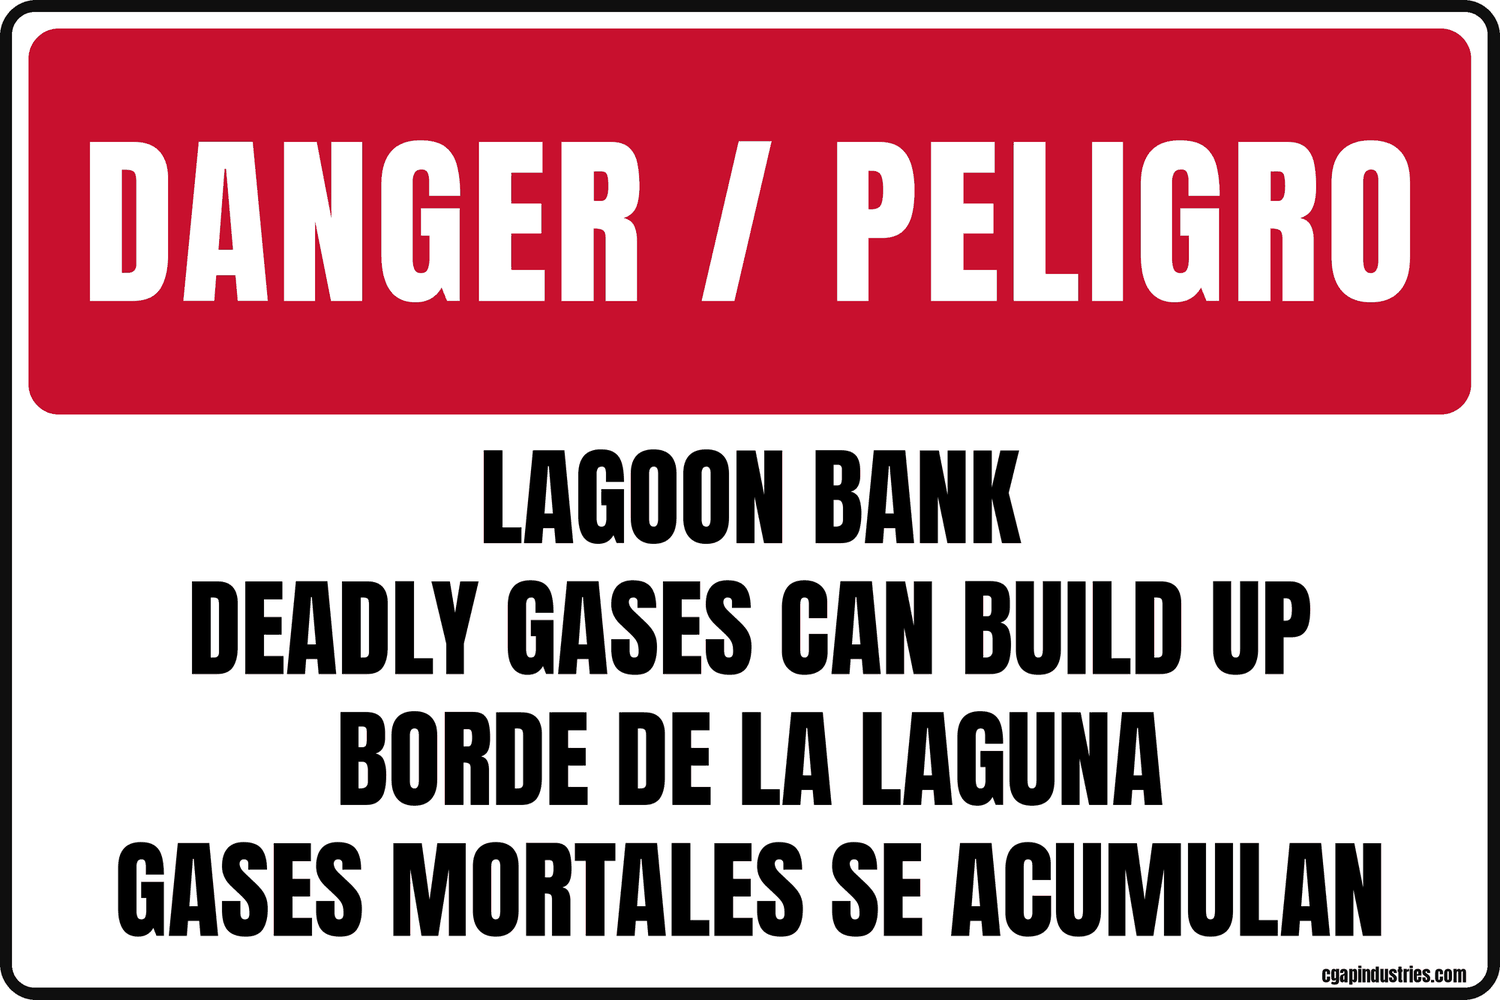 DANGER / PELIGRO
LAGOON BANK
DEADLY GASES CAN BUILD UP
BORDE DE LA LAGUNA
GASES MORTALES SE ACUMULAN
cgapindustries.com